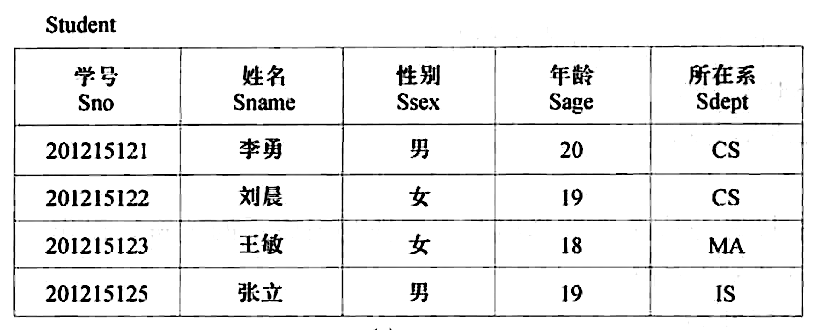 Student
学号 姓名 性别 年龄 所在系
Sno Sname Ssex Sage Sdept
201215121 李勇 男 20 CS
201215122 刘晨 女 19 CS
201215123 王敏 女 18 MA
201215125 张立 男 19 IS